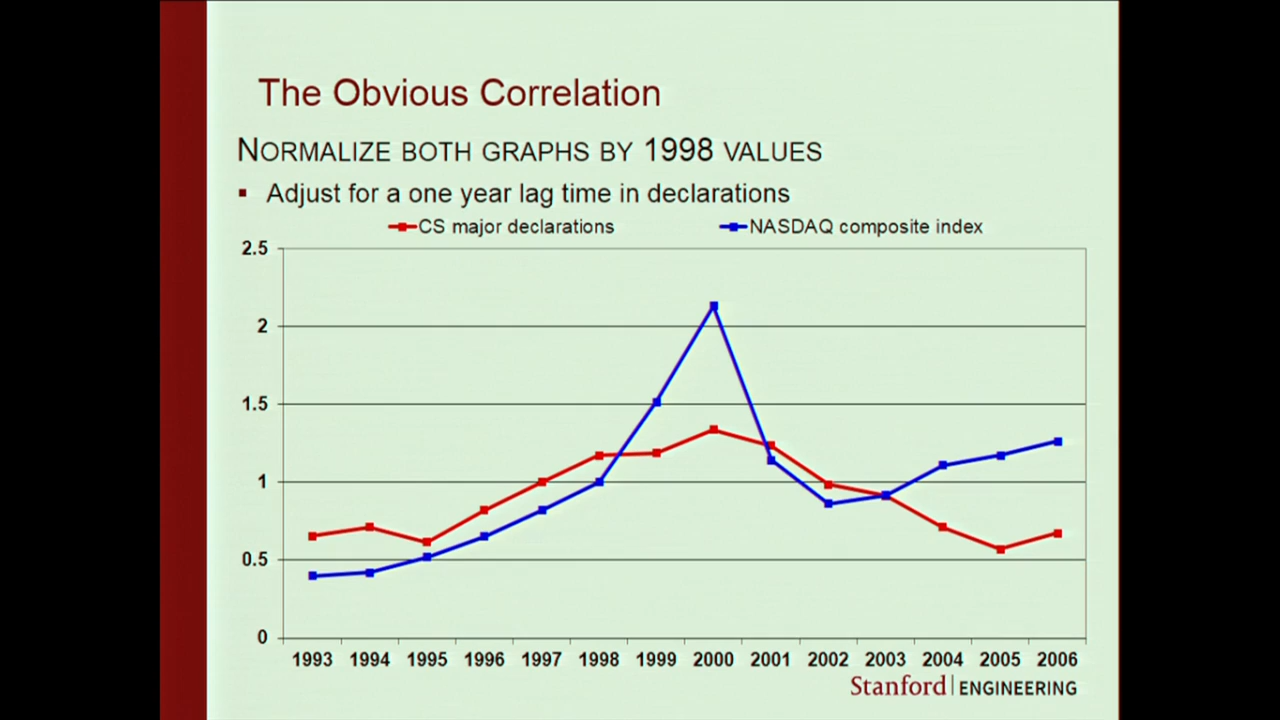 The Obvious Correlation
NORMALIZE BOTH GRAPHS BY 1998 VALUES
▪ Adjust for a one year lag time in declarations
CS major declarations NASDAQ composite index
2.5
2
1.5
1
0.5
0
1993 1994 1995 1996 1997 1998 1999 2000 2001 2002 2003 2004 2005 2006
Stanford | ENGINEERING